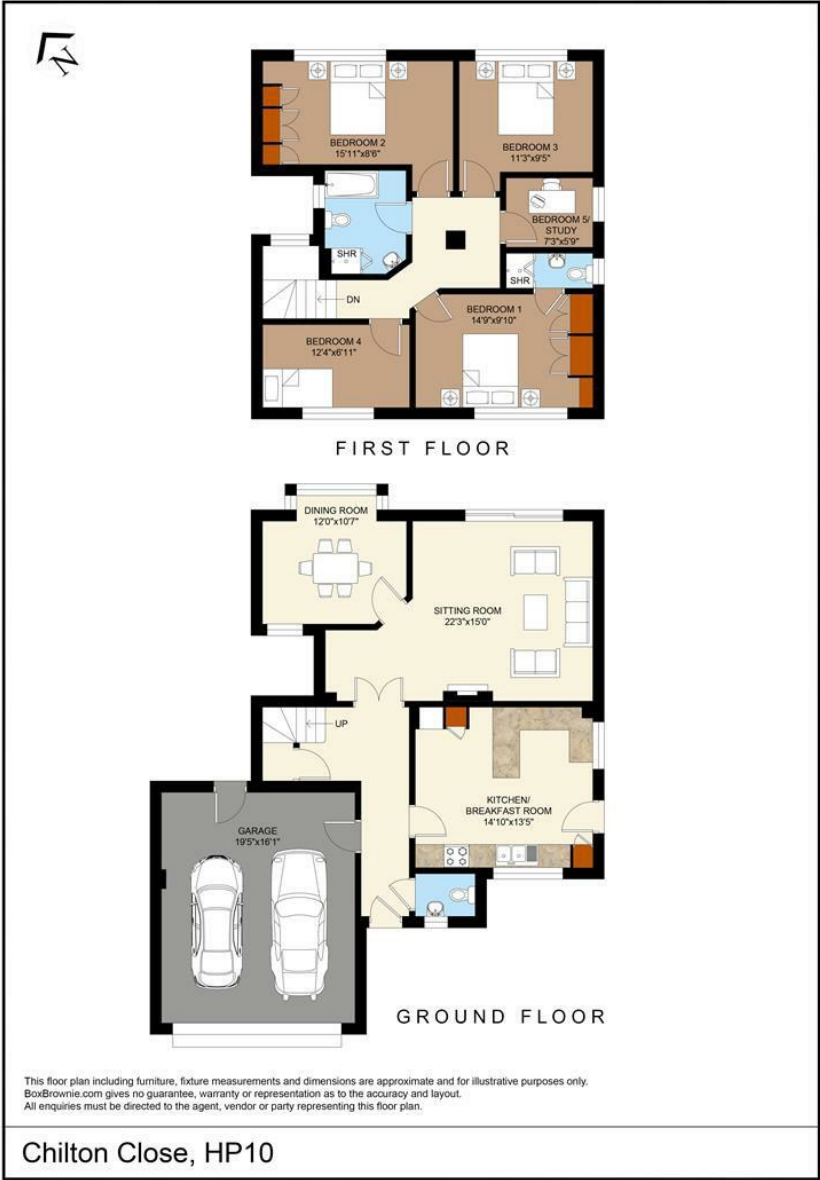 N
BEDROOM 2
15'11"x8'6"
BEDROOM 3
11'3"x9'5"
BEDROOM 5/
STUDY
7'3"x5'9"
SHR
SHR
DN
BEDROOM 1
14'9"x9'10"
BEDROOM 4
12'4"x6'11"
FIRST FLOOR
DINING ROOM
12'0"x10'7"
SITTING ROOM
22'3"x15'0"
UP
KITCHEN/
BREAKFAST ROOM
14'10"x13'5"
GARAGE
19'5"x16'1"
GROUND FLOOR
This floor plan including furniture, fixture measurements and dimensions are approximate and for illustrative purposes only.
BoxBrownie.com gives no guarantee, warranty or representation as to the accuracy and layout.
All enquiries must be directed to the agent, vendor or party representing this floor plan.
Chilton Close, HP10